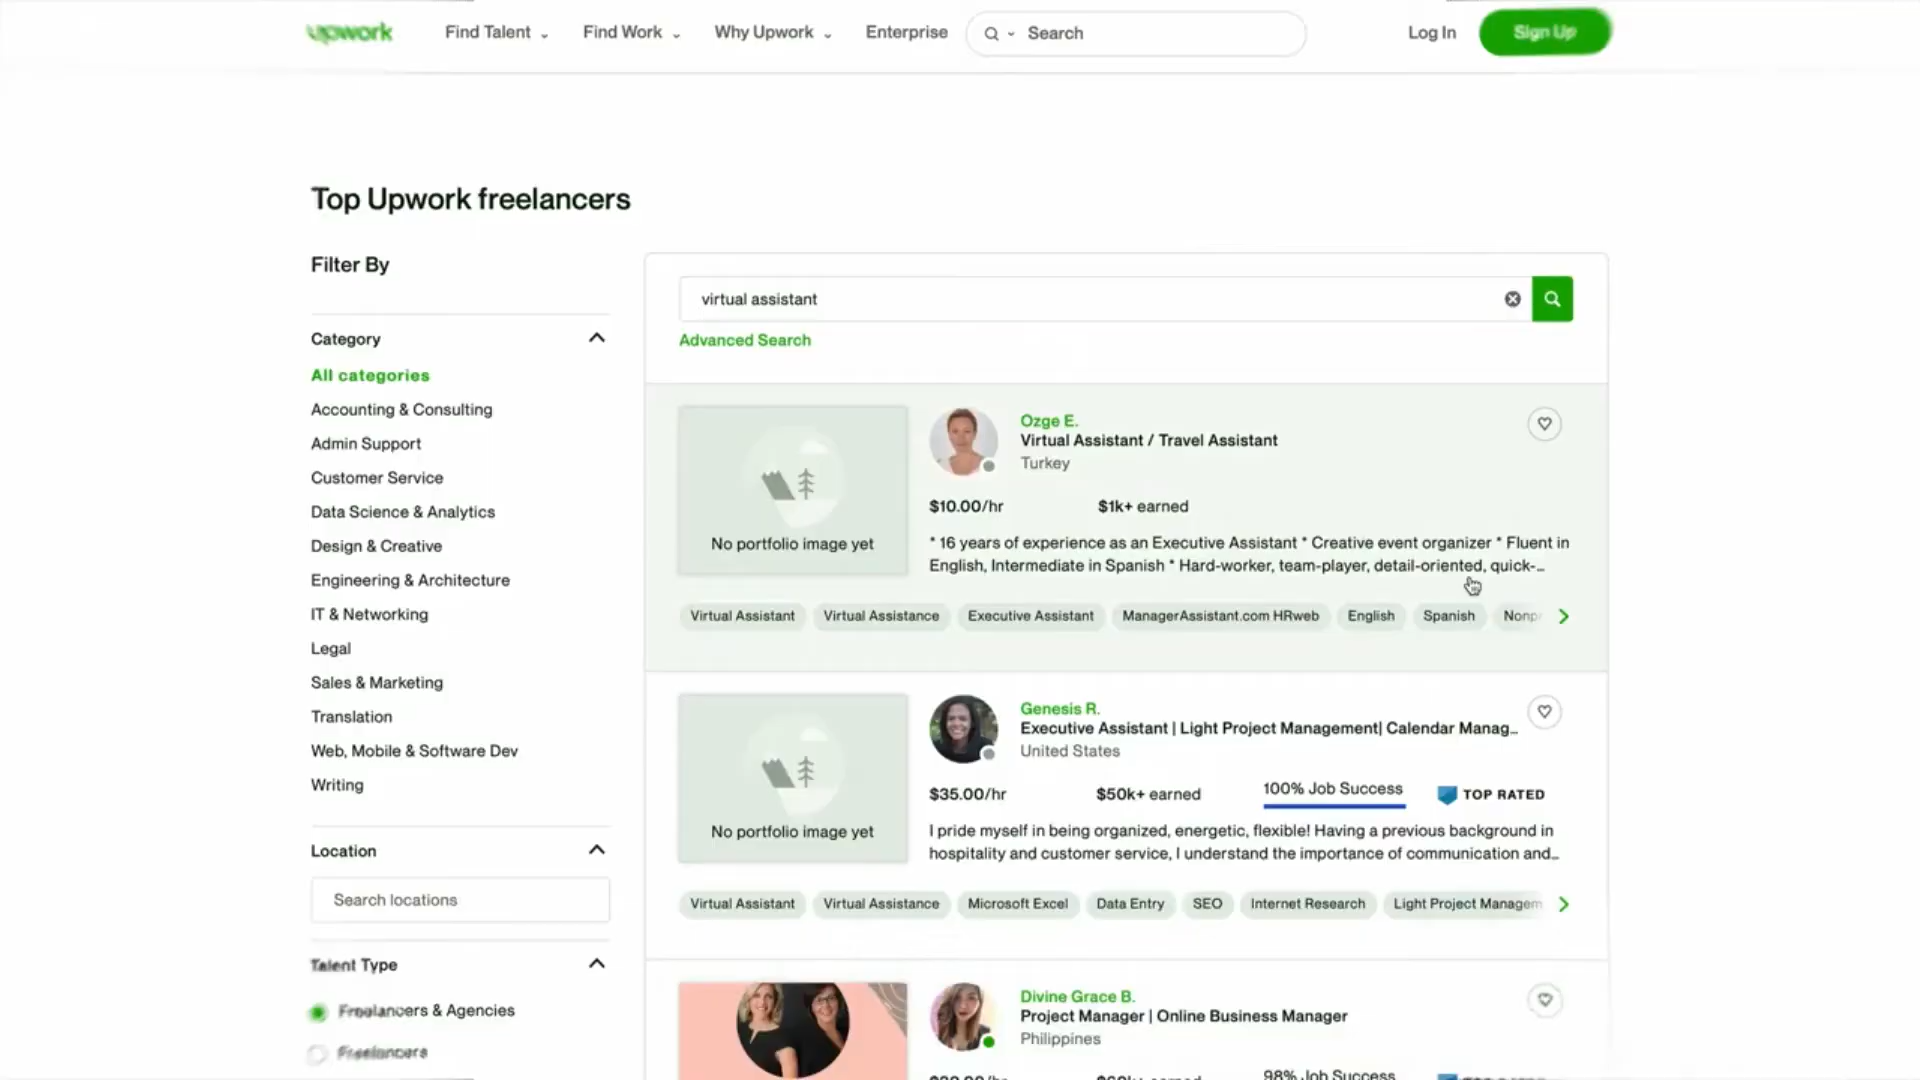 upwork
Find Talent
Find Work
Why Upwork
Enterprise
Search
Log In
Sign Up
Top Upwork freelancers
Filter By
Category
All categories
Accounting & Consulting
Admin Support
Customer Service
Data Science & Analytics
Design & Creative
Engineering & Architecture
IT & Networking
Legal
Sales & Marketing
Translation
Web, Mobile & Software Dev
Writing
Location
Search locations
Talent Type
Freelancers & Agencies
Freelancers
virtual assistant
Advanced Search
No portfolio image yet
Ozge E.
Virtual Assistant / Travel Assistant
Turkey
$10.00/hr
$1k+ earned
* 16 years of experience as an Executive Assistant * Creative event organizer * Fluent in
English, Intermediate in Spanish * Hard-worker, team-player, detail-oriented, quick-...
Virtual Assistant
Virtual Assistance
Executive Assistant
ManagerAssistant.com HRweb
English
Spanish
Nonp
No portfolio image yet
Genesis R.
Executive Assistant | Light Project Management| Calendar Manag...
United States
$35.00/hr
$50k+ earned
100% Job Success
TOP RATED
I pride myself in being organized, energetic, flexible! Having a previous background in
hospitality and customer service, I understand the importance of communication and...
Virtual Assistant
Virtual Assistance
Microsoft Excel
Data Entry
SEO
Internet Research
Light Project Managem
Divine Grace B.
Project Manager | Online Business Manager
Philippines
98% Job Success